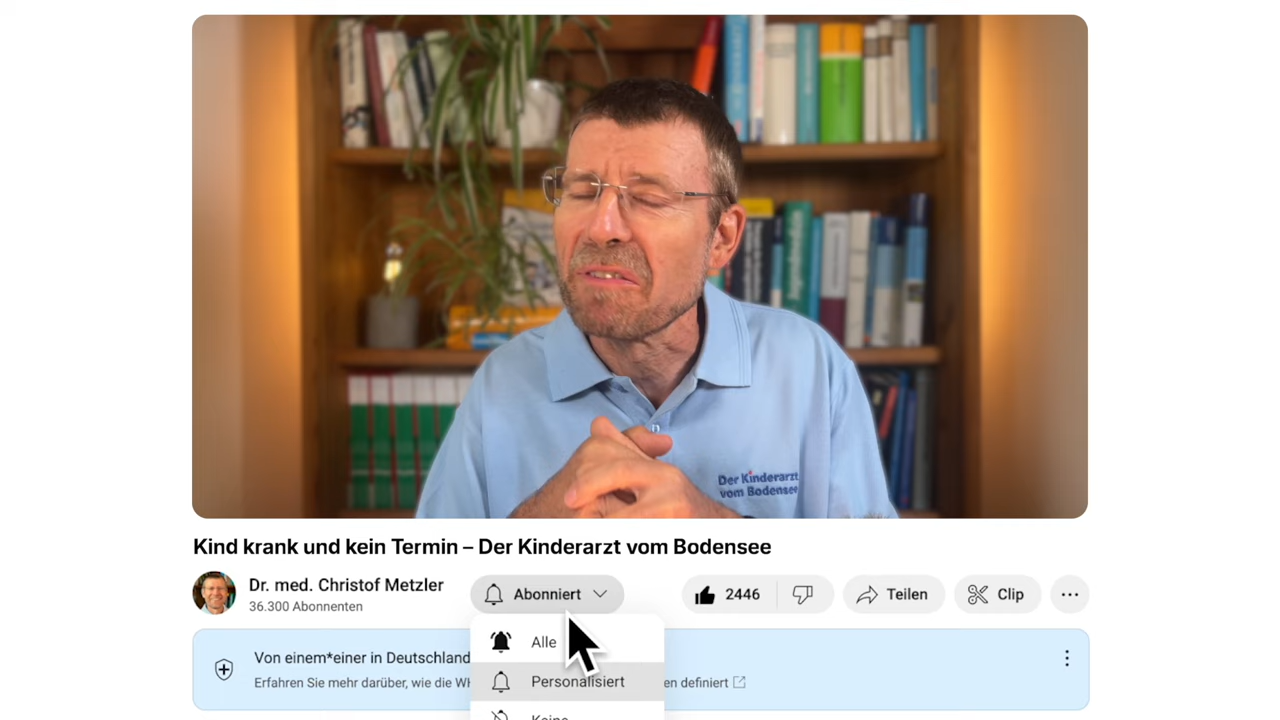 Der Kinderarzt
vom Bodensee
Kind krank und kein Termin – Der Kinderarzt vom Bodensee
Dr. med. Christof Metzler
36.300 Abonnenten
Abonniert
2446
Teilen
Clip
Alle
Von einem*einer in Deutschland
Personalisiert
Erfahren Sie mehr darüber, wie die WH
en definiert
Keine